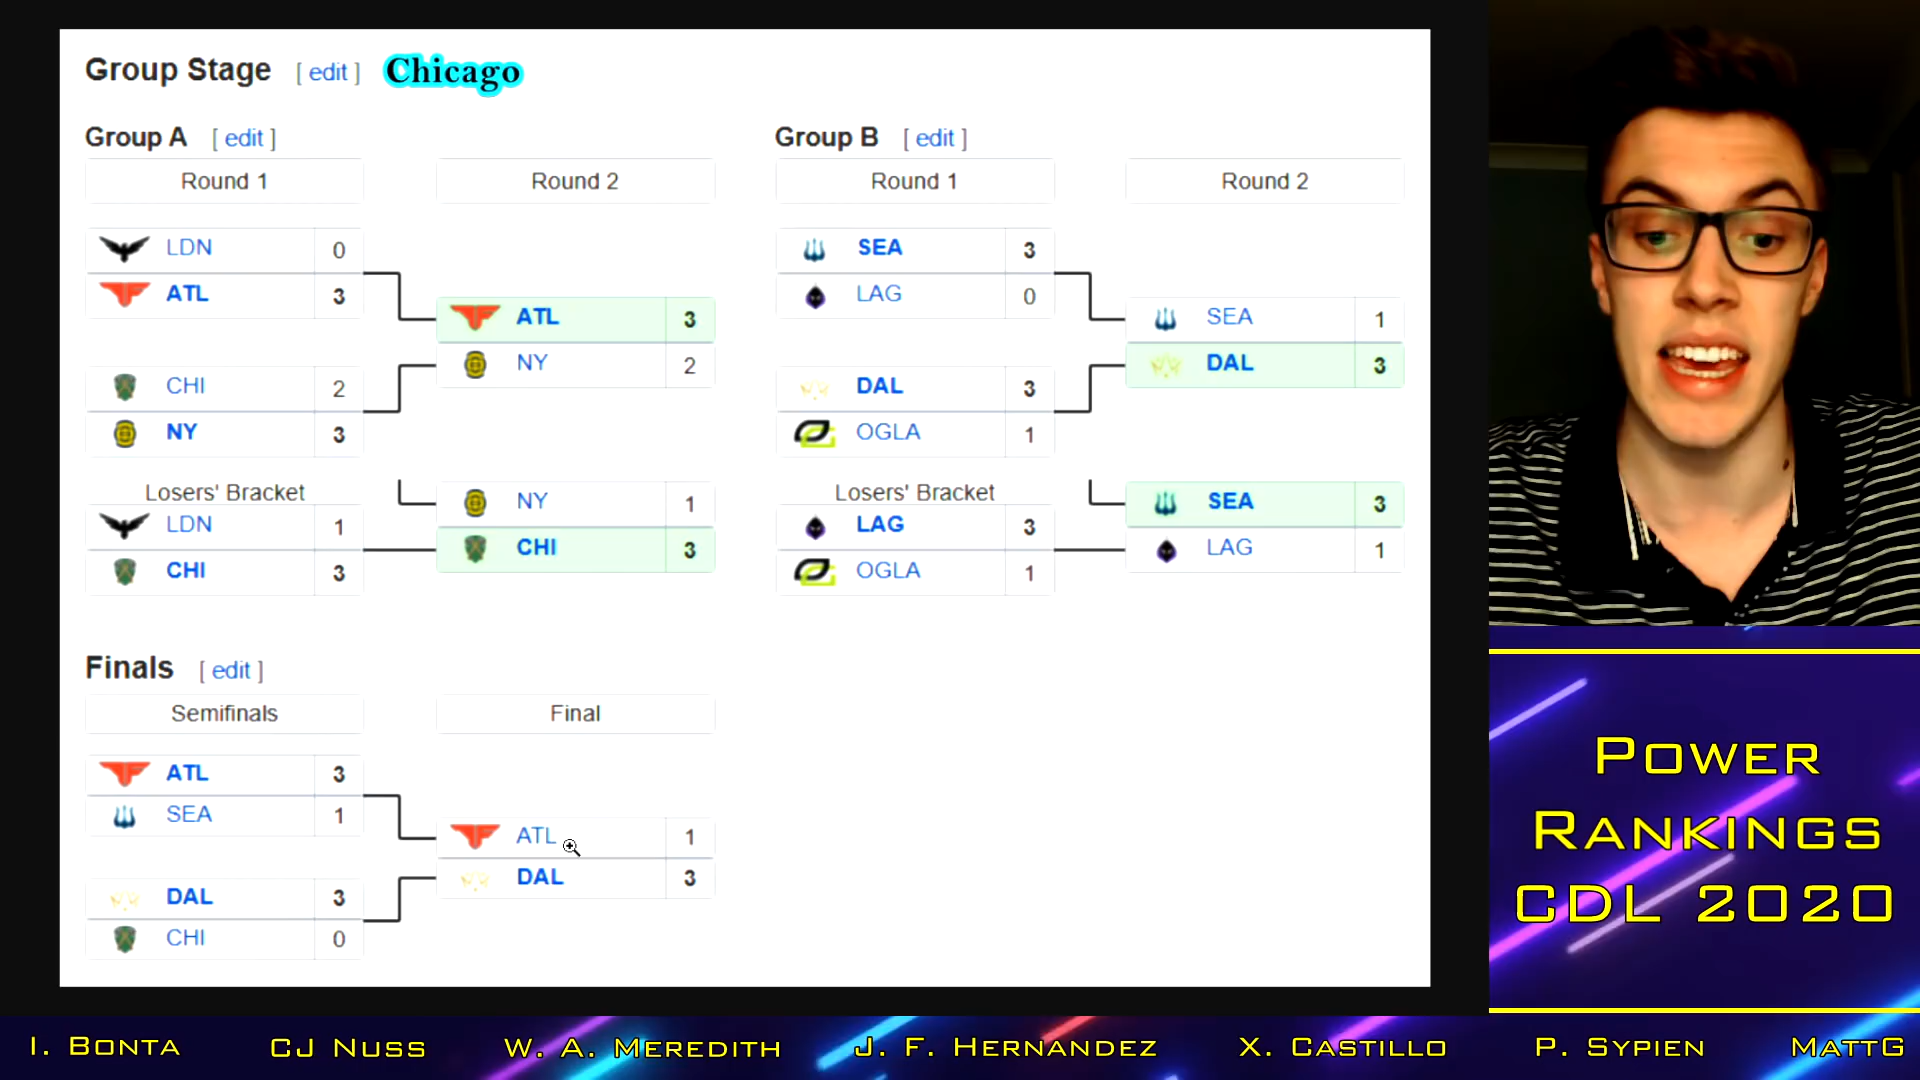 Group Stage [ edit ] Chicago
Group A [ edit ]
Round 1
Round 2
LDN 0
ATL 3
CHI 2
NY 3
ATL 3
NY 2
Losers' Bracket
LDN 1
CHI 3
NY 1
CHI 3
Group B [ edit ]
Round 1
Round 2
SEA 3
LAG 0
DAL 3
OGLA 1
SEA 1
DAL 3
Losers' Bracket
LAG 3
OGLA 1
SEA 3
LAG 1
Finals [ edit ]
Semifinals
Final
ATL 3
SEA 1
DAL 3
CHI 0
ATL 1
DAL 3
Power
Rankings
CDL 2020
I. Bonta CJ Nuss W. A. Meredith J. F. Hernandez X. Castillo P. Sypien MattG